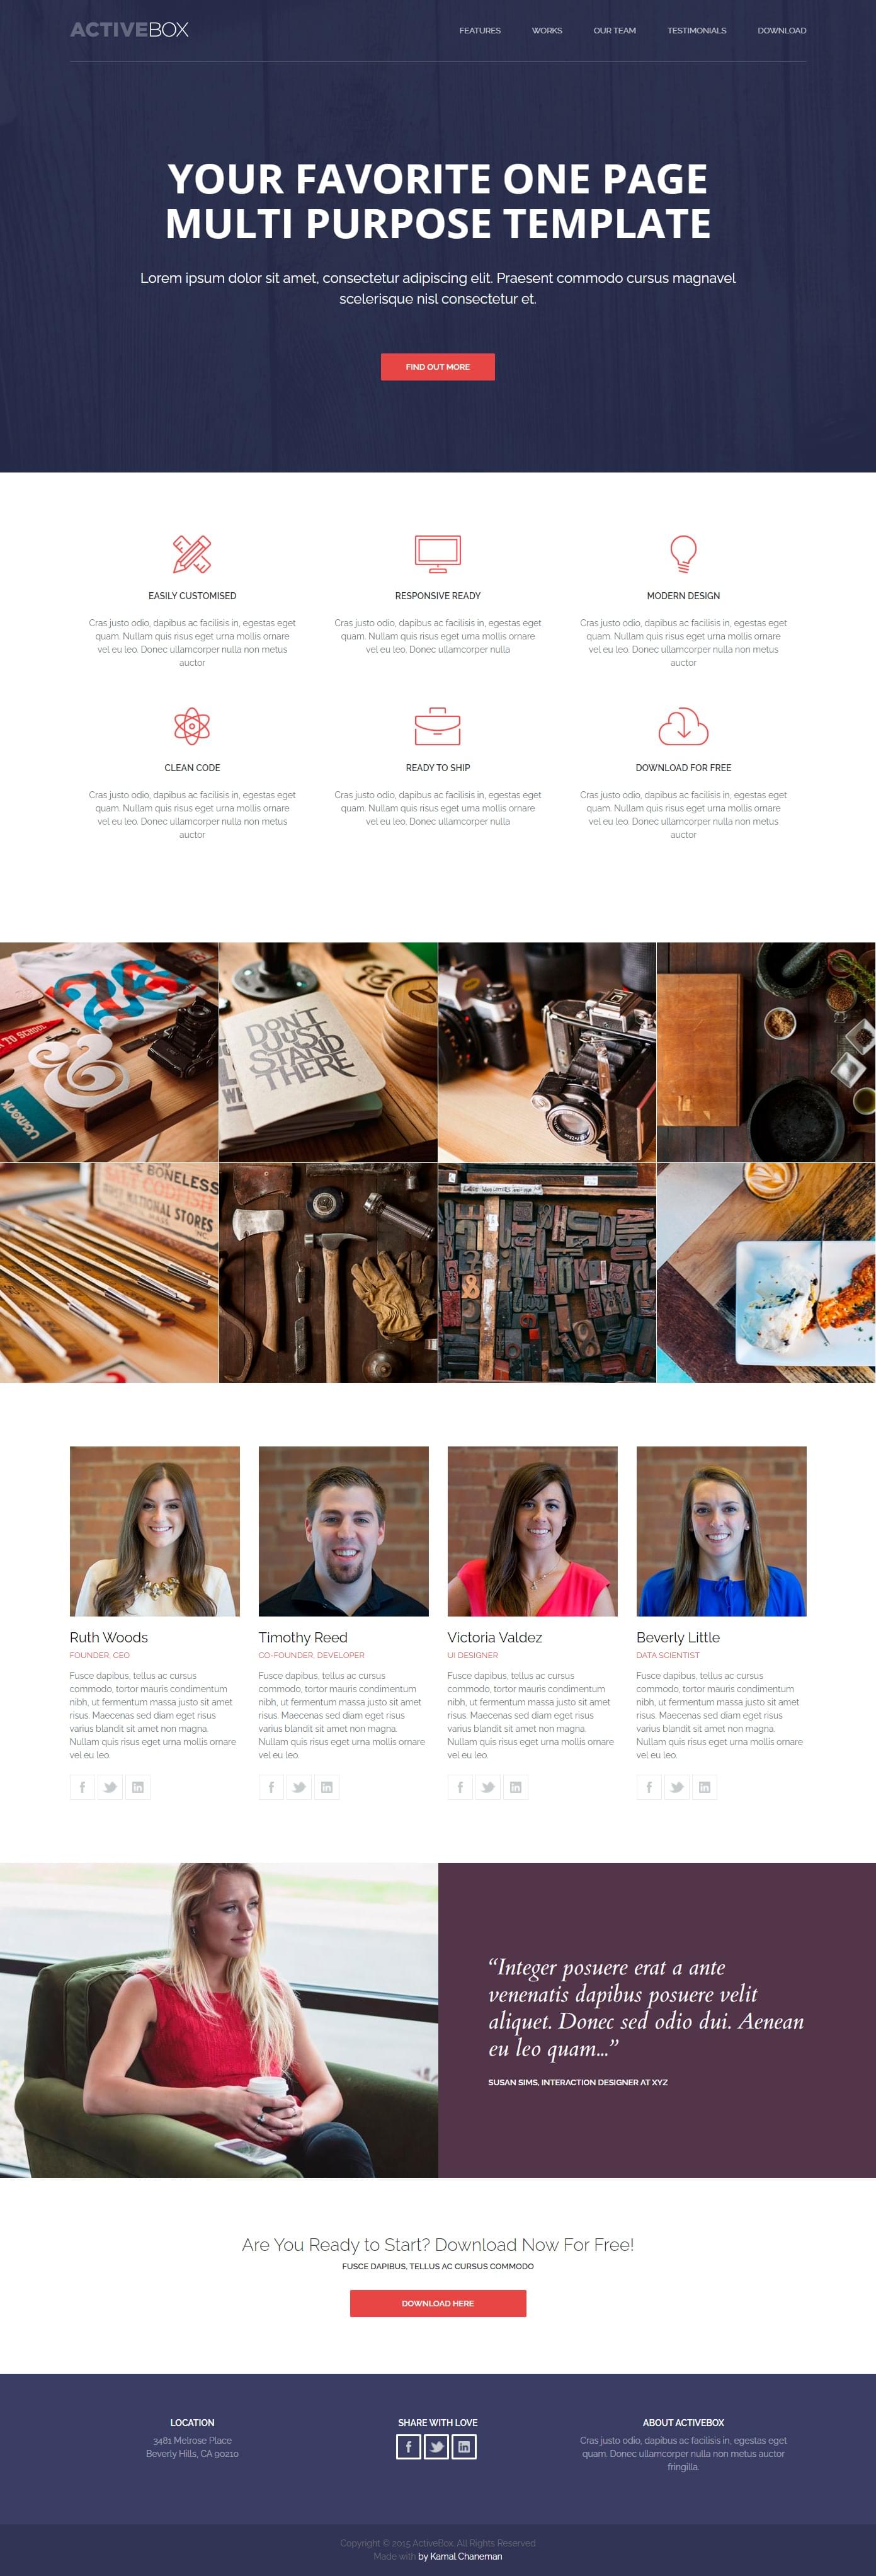 ACTIVEBOX
FEATURES WORKS OUR TEAM TESTIMONIALS DOWNLOAD
YOUR FAVORITE ONE PAGE
MULTI PURPOSE TEMPLATE
Lorem ipsum dolor sit amet, consectetur adipiscing elit. Praesent commodo cursus magnavel
scelerisque nisl consectetur et.
FIND OUT MORE
EASILY CUSTOMISED
Cras justo odio, dapibus ac facilisis in, egestas eget
quam. Nullam quis risus eget urna mollis ornare
vel eu leo. Donec ullamcorper nulla non metus
auctor
RESPONSIVE READY
Cras justo odio, dapibus ac facilisis in, egestas eget
quam. Nullam quis risus eget urna mollis ornare
vel eu leo. Donec ullamcorper nulla
MODERN DESIGN
Cras justo odio, dapibus ac facilisis in, egestas eget
quam. Nullam quis risus eget urna mollis ornare
vel eu leo. Donec ullamcorper nulla non metus
auctor
CLEAN CODE
Cras justo odio, dapibus ac facilisis in, egestas eget
quam. Nullam quis risus eget urna mollis ornare
vel eu leo. Donec ullamcorper nulla non metus
auctor
READY TO SHIP
Cras justo odio, dapibus ac facilisis in, egestas eget
quam. Nullam quis risus eget urna mollis ornare
vel eu leo. Donec ullamcorper nulla
DOWNLOAD FOR FREE
Cras justo odio, dapibus ac facilisis in, egestas eget
quam. Nullam quis risus eget urna mollis ornare
vel eu leo. Donec ullamcorper nulla non metus
auctor
TO SCHOOL
&
DON'T
JUST
STAND
THERE
BONELESS
NATIONAL STORES
INC.
Ruth Woods
FOUNDER, CEO
Fusce dapibus, tellus ac cursus
commodo, tortor mauris condimentum
nibh, ut fermentum massa justo sit amet
risus. Maecenas sed diam eget risus
varius blandit sit amet non magna.
Nullam quis risus eget urna mollis ornare
vel eu leo.
Timothy Reed
CO-FOUNDER, DEVELOPER
Fusce dapibus, tellus ac cursus
commodo, tortor mauris condimentum
nibh, ut fermentum massa justo sit amet
risus. Maecenas sed diam eget risus
varius blandit sit amet non magna.
Nullam quis risus eget urna mollis ornare
vel eu leo.
Victoria Valdez
UI DESIGNER
Fusce dapibus, tellus ac cursus
commodo, tortor mauris condimentum
nibh, ut fermentum massa justo sit amet
risus. Maecenas sed diam eget risus
varius blandit sit amet non magna.
Nullam quis risus eget urna mollis ornare
vel eu leo.
Beverly Little
DATA SCIENTIST
Fusce dapibus, tellus ac cursus
commodo, tortor mauris condimentum
nibh, ut fermentum massa justo sit amet
risus. Maecenas sed diam eget risus
varius blandit sit amet non magna.
Nullam quis risus eget urna mollis ornare
vel eu leo.
“Integer posuere erat a ante
venenatis dapibus posuere velit
aliquet. Donec sed odio dui. Aenean
eu leo quam...”
SUSAN SIMS, INTERACTION DESIGNER AT XYZ
Are You Ready to Start? Download Now For Free!
FUSCE DAPIBUS, TELLUS AC CURSUS COMMODO
DOWNLOAD HERE
LOCATION
3481 Melrose Place
Beverly Hills, CA 90210
SHARE WITH LOVE
ABOUT ACTIVEBOX
Cras justo odio, dapibus ac facilisis in, egestas eget
quam. Donec ullamcorper nulla non metus auctor
fringilla.
Copyright © 2015 ActiveBox. All Rights Reserved
Made with by Kamal Chaneman